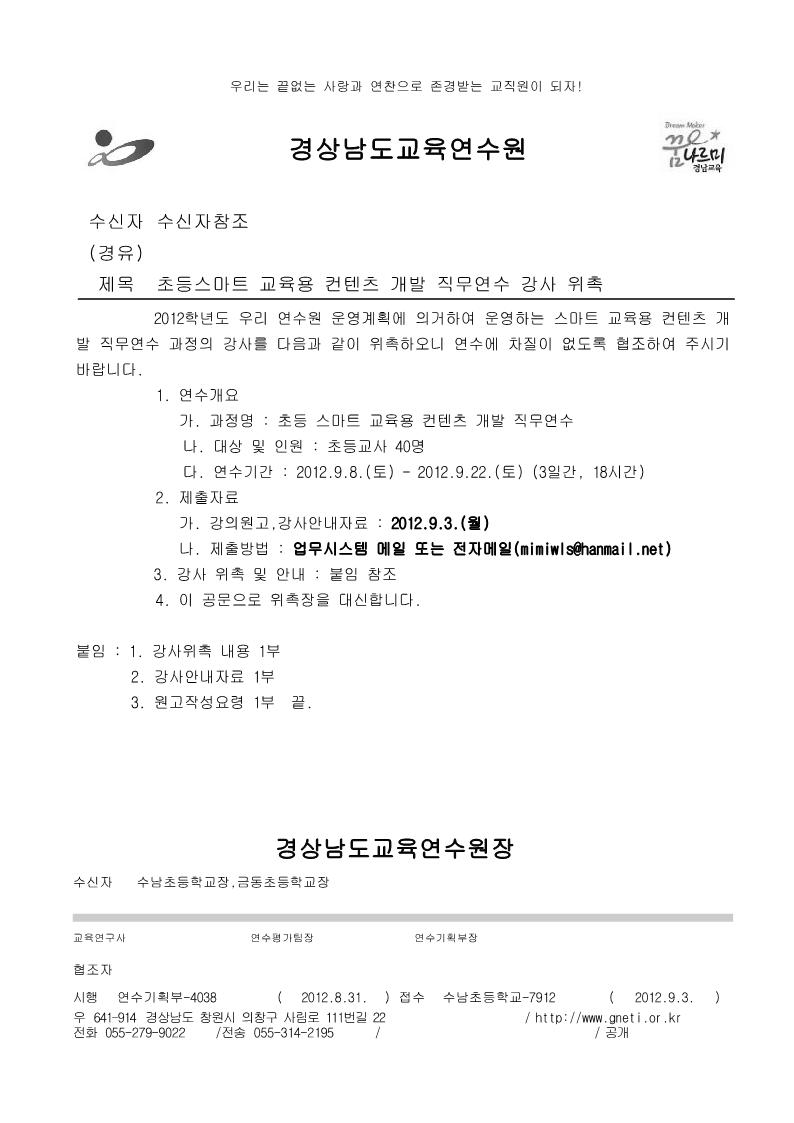 우리는 끝없는 사랑과 연찬으로 존경받는 교직원이 되자!
경상남도교육연수원
Dream Maker
꿈나르미
경남교육
수신자 수신자참조
(경유)
제목 초등스마트 교육용 컨텐츠 개발 직무연수 강사 위촉
2012학년도 우리 연수원 운영계획에 의거하여 운영하는 스마트 교육용 컨텐츠 개
발 직무연수 과정의 강사를 다음과 같이 위촉하오니 연수에 차질이 없도록 협조하여 주시기
바랍니다.
1. 연수개요
가. 과정명 : 초등 스마트 교육용 컨텐츠 개발 직무연수
나. 대상 및 인원 : 초등교사 40명
다. 연수기간 : 2012.9.8.(토) - 2012.9.22.(토) (3일간, 18시간)
2. 제출자료
가. 강의원고,강사안내자료 : 2012.9.3.(월)
나. 제출방법 : 업무시스템 메일 또는 전자메일(mimiwls@hanmail.net)
3. 강사 위촉 및 안내 : 붙임 참조
4. 이 공문으로 위촉장을 대신합니다.
붙임 : 1. 강사위촉 내용 1부
2. 강사안내자료 1부
3. 원고작성요령 1부 끝.
경상남도교육연수원장
수신자 수남초등학교장,금동초등학교장
교육연구사 연수평가팀장 연수기획부장
협조자
시행 연수기획부-4038 ( 2012.8.31. ) 접수 수남초등학교-7912 ( 2012.9.3. )
우 641-914 경상남도 창원시 의창구 사림로 111번길 22 / http://www.gneti.or.kr
전화 055-279-9022 /전송 055-314-2195 / / 공개